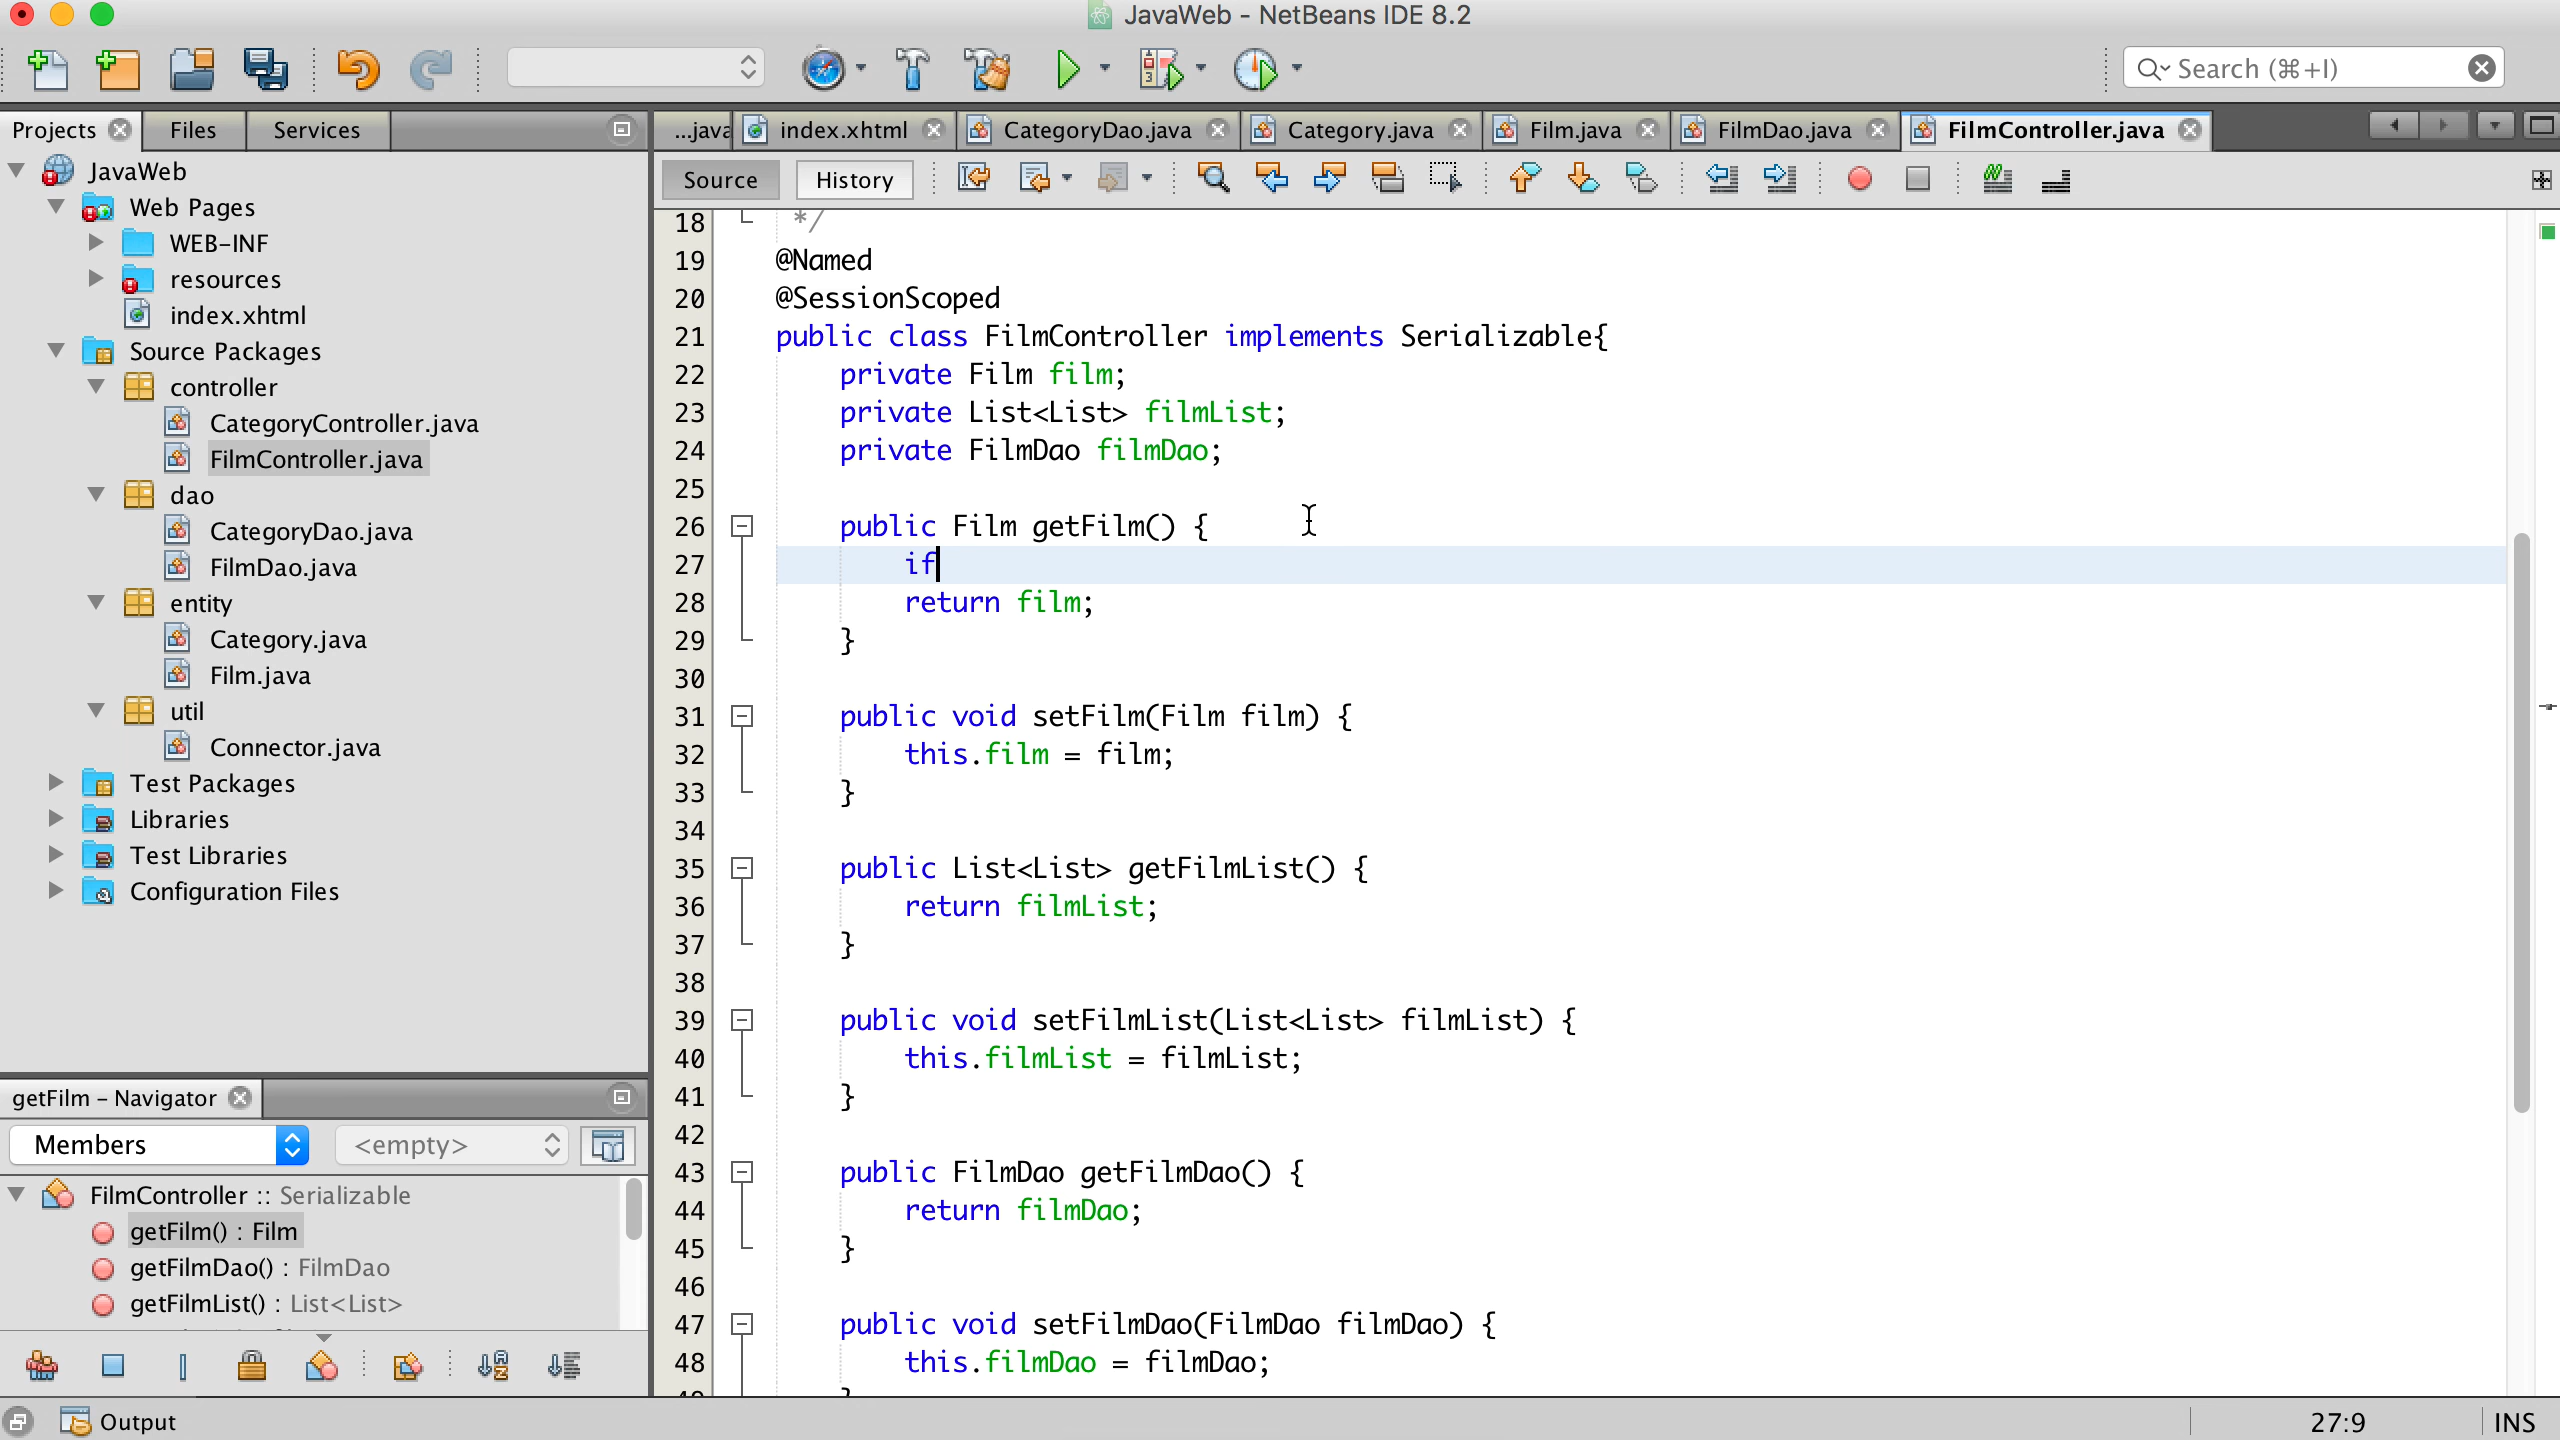 JavaWeb - NetBeans IDE 8.2
Search (⌘+I)
Projects
Files
Services
...java
index.xhtml
CategoryDao.java
Category.java
Film.java
FilmDao.java
FilmController.java
Source
History
JavaWeb
Web Pages
WEB-INF
resources
index.xhtml
Source Packages
controller
CategoryController.java
FilmController.java
dao
CategoryDao.java
FilmDao.java
entity
Category.java
Film.java
util
Connector.java
Test Packages
Libraries
Test Libraries
Configuration Files
getFilm - Navigator
Members
<empty>
FilmController :: Serializable
getFilm() : Film
getFilmDao() : FilmDao
getFilmList() : List<List>
18 */
19 @Named
20 @SessionScoped
21 public class FilmController implements Serializable{
22 private Film film;
23 private List<List> filmList;
24 private FilmDao filmDao;
25
26 public Film getFilm() {
27 if
28 return film;
29 }
30
31 public void setFilm(Film film) {
32 this.film = film;
33 }
34
35 public List<List> getFilmList() {
36 return filmList;
37 }
38
39 public void setFilmList(List<List> filmList) {
40 this.filmList = filmList;
41 }
42
43 public FilmDao getFilmDao() {
44 return filmDao;
45 }
46
47 public void setFilmDao(FilmDao filmDao) {
48 this.filmDao = filmDao;
Output
27:9
INS